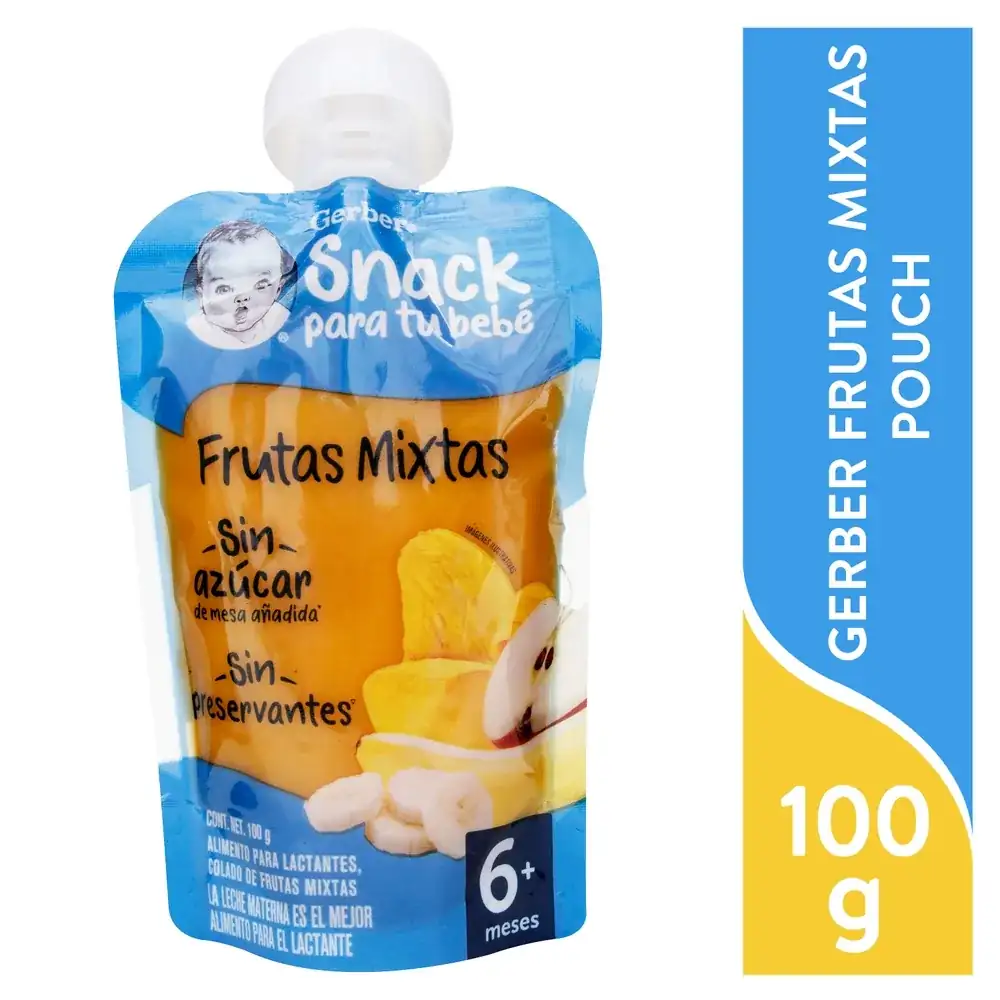 Gerber
Snack
para tu bebé
Frutas Mixtas
Sin
azúcar
de mesa añadida*
Sin
preservantes
IMÁGENES ILUSTRATIVAS
CONT. NET. 100 g
ALIMENTO PARA LACTANTES,
COLADO DE FRUTAS MIXTAS
LA LECHE MATERNA ES EL MEJOR
ALIMENTO PARA EL LACTANTE
6+
meses
GERBER FRUTAS MIXTAS
POUCH
100
g